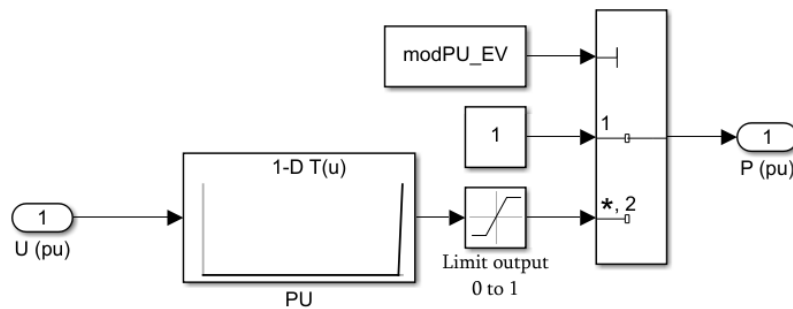 modPU_EV
1
1
1
P (pu)
1-D T(u)
*, 2
1
U (pu)
PU
Limit output
0 to 1